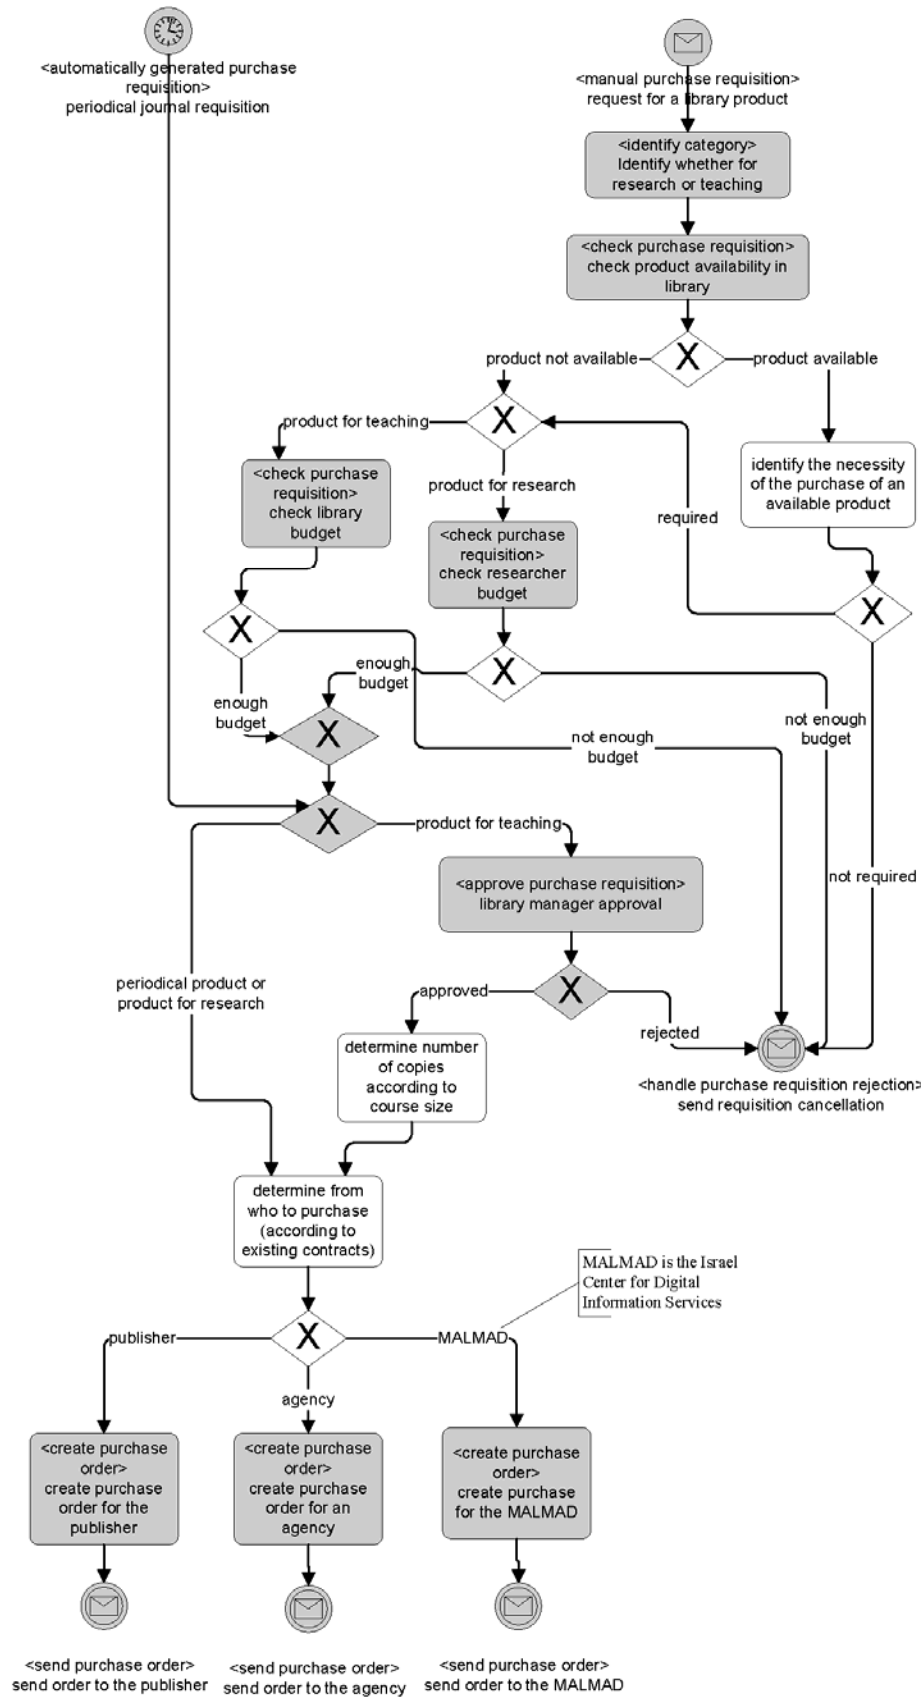 <automatically generated purchase
requisition>
periodical journal requisition
<manual purchase requisition>
request for a library product
<identify category>
Identify whether for
research or teaching
<check purchase requisition>
check product availability in
library
X
product not available
product available
X
product for teaching
identify the necessity
of the purchase of an
available product
<check purchase
requisition>
check library
budget
product for research
required
<check purchase
requisition>
check researcher
budget
X
X
X
enough
budget
enough
budget
not enough
budget
not enough
budget
X
X
product for teaching
<approve purchase requisition>
library manager approval
not required
periodical product or
product for research
X
approved
rejected
determine number
of copies
according to
course size
<handle purchase requisition rejection>
send requisition cancellation
determine from
who to purchase
(according to
existing contracts)
MALMAD is the Israel
Center for Digital
Information Services
X
publisher
MALMAD
agency
<create purchase
order>
create purchase
order for the
publisher
<create purchase
order>
create purchase
order for an
agency
<create purchase
order>
create purchase
for the MALMAD
<send purchase order>
send order to the publisher
<send purchase order>
send order to the agency
<send purchase order>
send order to the MALMAD